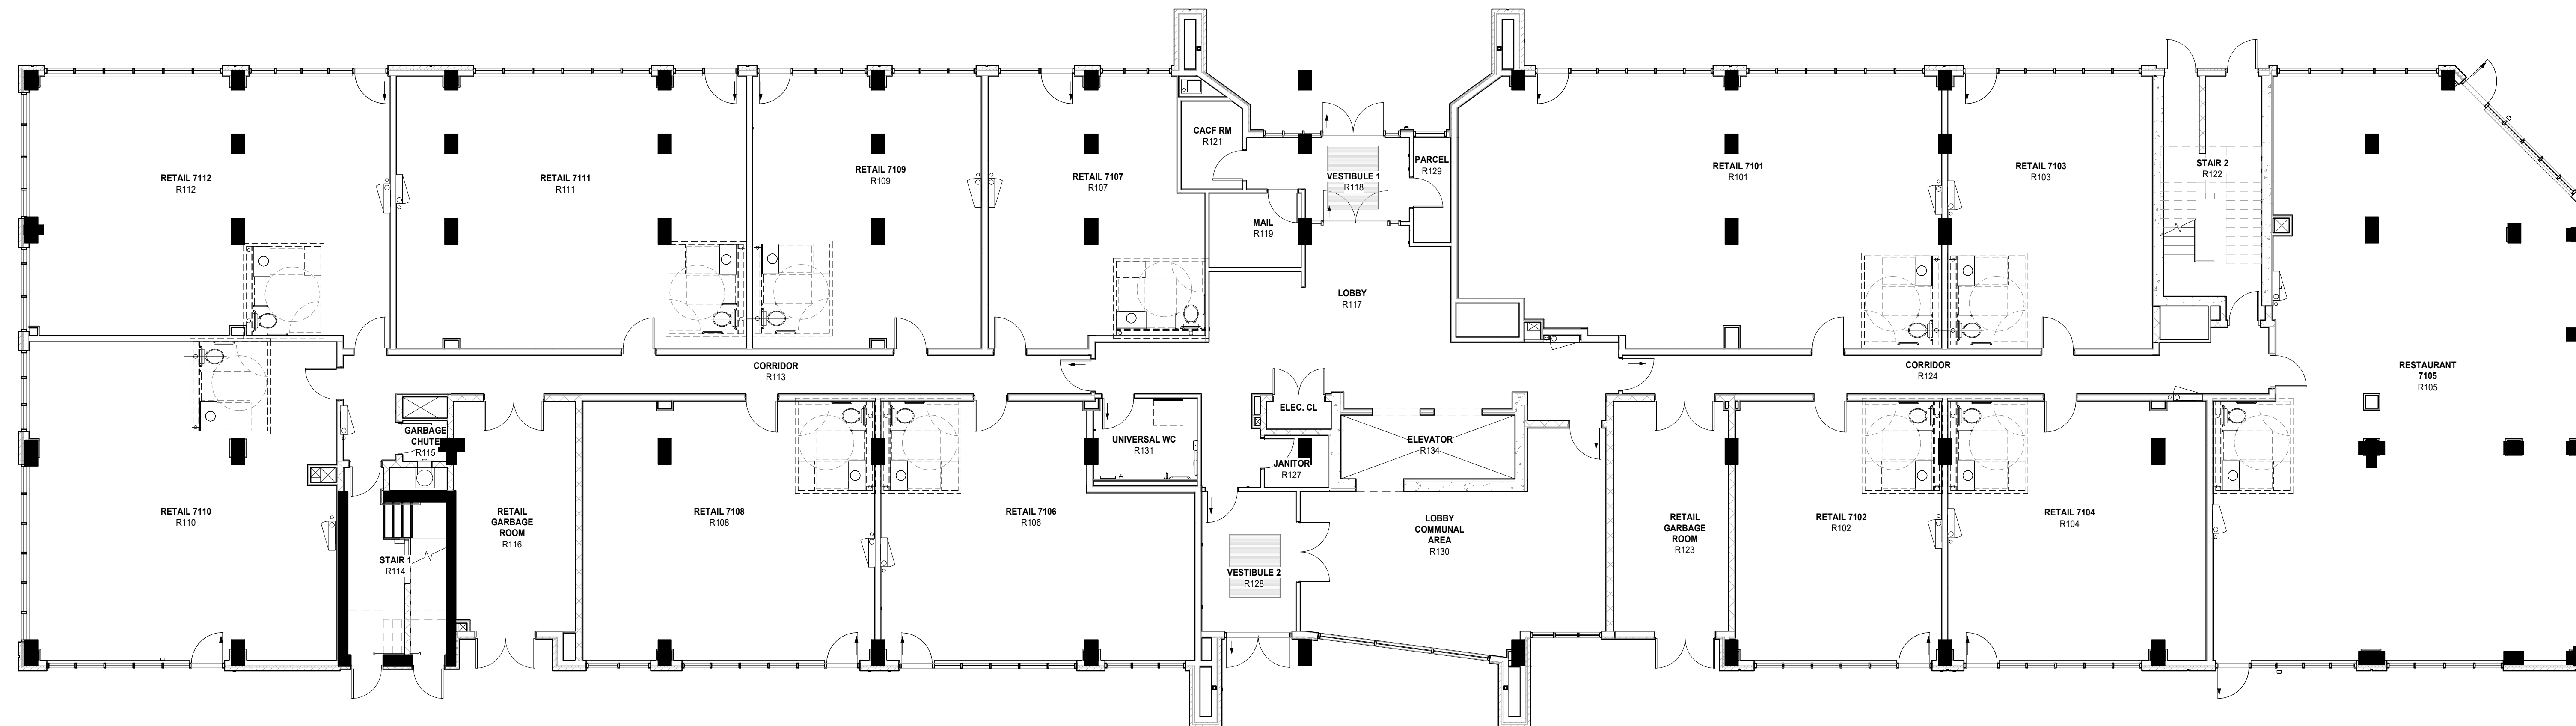 RETAIL 7112
R112
RETAIL 7111
R111
RETAIL 7109
R109
RETAIL 7107
R107
CACF RM
R121
MAIL
R119
VESTIBULE 1
R118
PARCEL
R129
LOBBY
R117
RETAIL 7101
R101
RETAIL 7103
R103
STAIR 2
R122
CORRIDOR
R113
CORRIDOR
R124
RESTAURANT
7105
R105
RETAIL 7110
R110
GARBAGE
CHUTE
R115
STAIR 1
R114
RETAIL
GARBAGE
ROOM
R116
RETAIL 7108
R108
RETAIL 7106
R106
UNIVERSAL WC
R131
ELEC. CL
JANITOR
R127
ELEVATOR
R134
VESTIBULE 2
R128
LOBBY
COMMUNAL
AREA
R130
RETAIL
GARBAGE
ROOM
R123
RETAIL 7102
R102
RETAIL 7104
R104